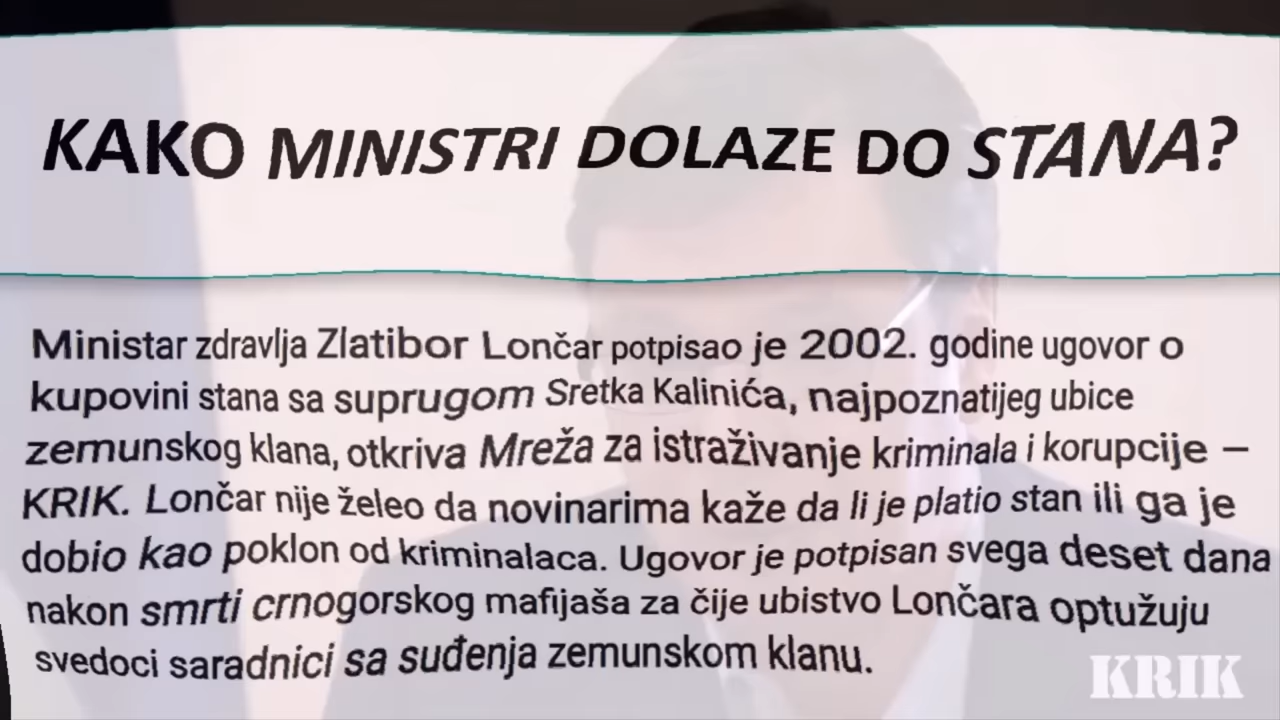 KAKO MINISTRI DOLAZE DO STANA?
Ministar zdravlja Zlatibor Lončar potpisao je 2002. godine ugovor o
kupovini stana sa suprugom Sretka Kalinića, najpoznatijeg ubice
zemunskog klana, otkriva Mreža za istraživanje kriminala i korupcije –
KRIK. Lončar nije želeo da novinarima kaže da li je platio stan ili ga je
dobio kao poklon od kriminalaca. Ugovor je potpisan svega deset dana
nakon smrti crnogorskog mafijaša za čije ubistvo Lončara optužuju
svedoci saradnici sa suđenja zemunskom klanu.
KRIK